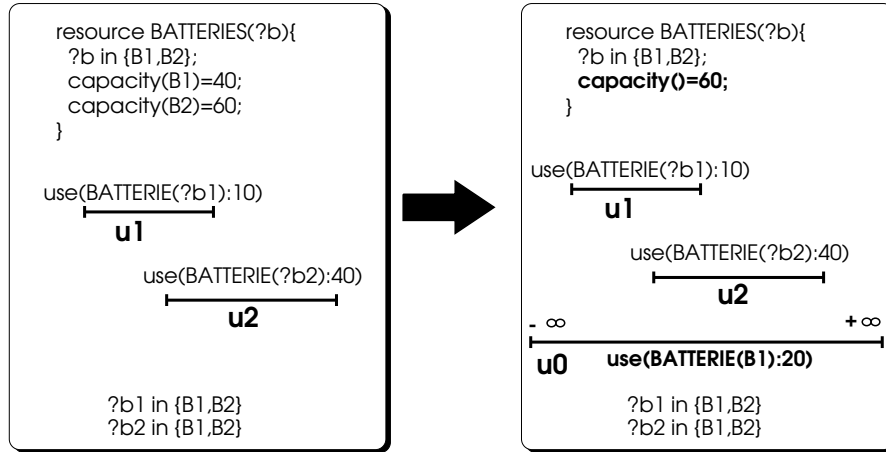 resource BATTERIES(?b){
?b in {B1,B2};
capacity(B1)=40;
capacity(B2)=60;
}
use(BATTERIE(?b1):10)
u1
use(BATTERIE(?b2):40)
u2
?b1 in {B1,B2}
?b2 in {B1,B2}
resource BATTERIES(?b){
?b in {B1,B2};
capacity()=60;
}
use(BATTERIE(?b1):10)
u1
use(BATTERIE(?b2):40)
u2
- ∞ + ∞
u0 use(BATTERIE(B1):20)
?b1 in {B1,B2}
?b2 in {B1,B2}